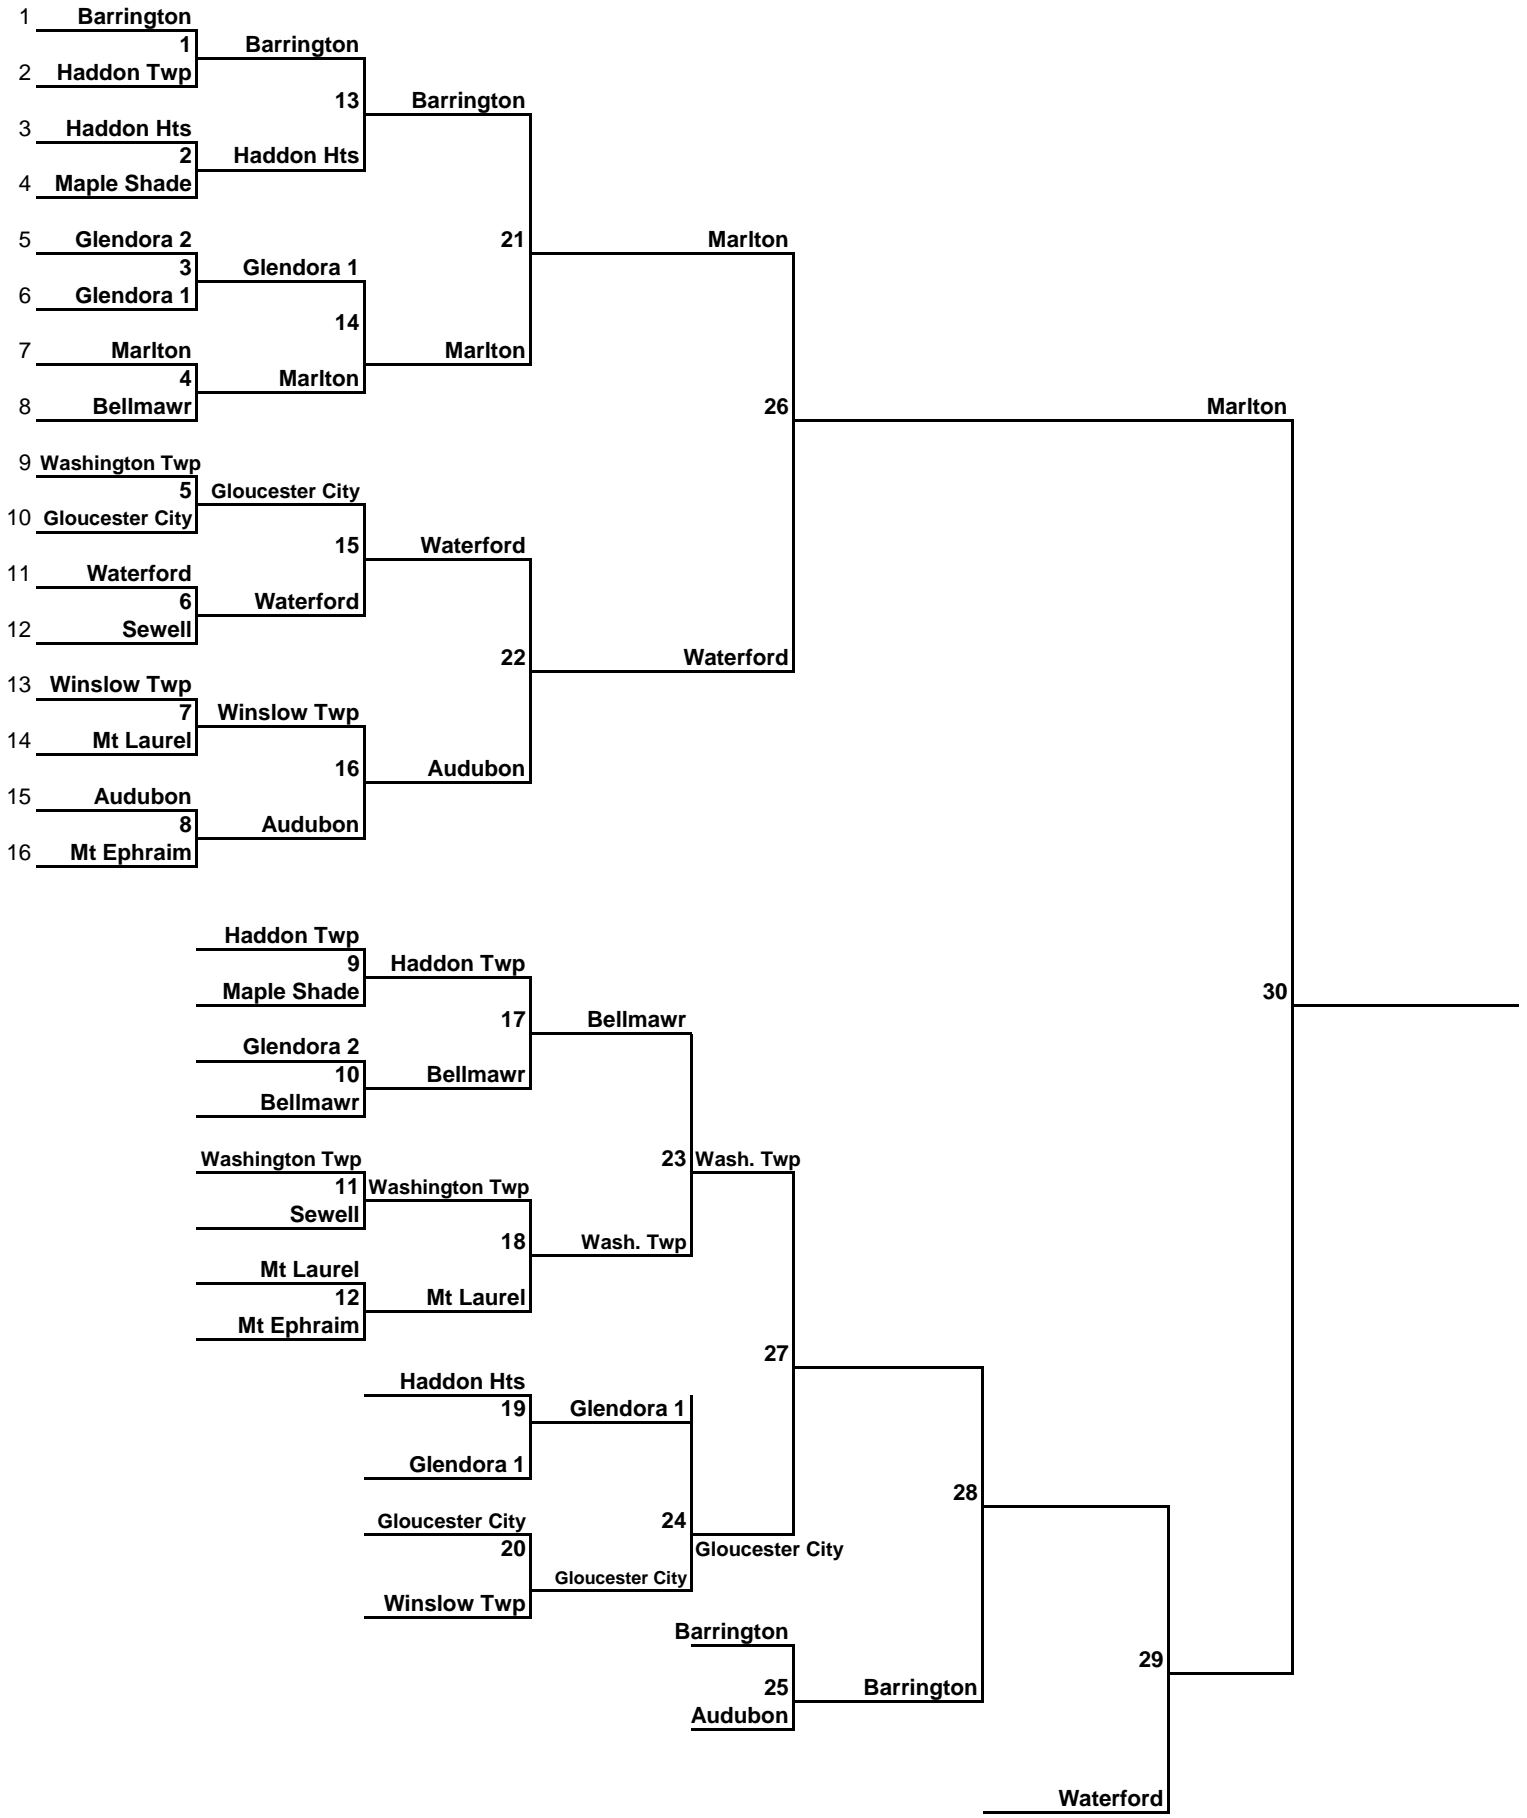 1 Barrington
1 Barrington
2 Haddon Twp
13 Barrington
3 Haddon Hts
2 Haddon Hts
4 Maple Shade
5 Glendora 2 21 Marlton
3 Glendora 1
6 Glendora 1
14
7 Marlton Marlton
4 Marlton
8 Bellmawr 26 Marlton
9 Washington Twp
5 Gloucester City
10 Gloucester City
15 Waterford
11 Waterford
6 Waterford
12 Sewell
22 Waterford
13 Winslow Twp
7 Winslow Twp
14 Mt Laurel
16 Audubon
15 Audubon
8 Audubon
16 Mt Ephraim
Haddon Twp
9 Haddon Twp
Maple Shade 30
17 Bellmawr
Glendora 2
10 Bellmawr
Bellmawr
Washington Twp 23 Wash. Twp
11 Washington Twp
Sewell
18 Wash. Twp
Mt Laurel
12 Mt Laurel
Mt Ephraim
27
Haddon Hts
19 Glendora 1
Glendora 1
28
Gloucester City 24
20 Gloucester City
Gloucester City
Winslow Twp
Barrington
29
25 Barrington
Audubon
Waterford